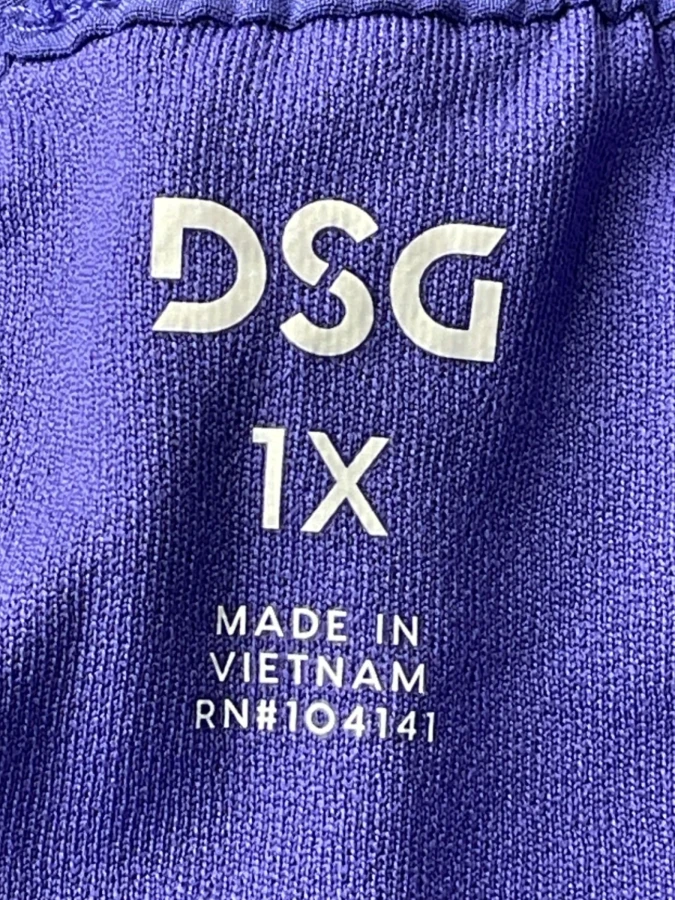 DSG
1X
MADE IN
VIETNAM
RN#104141